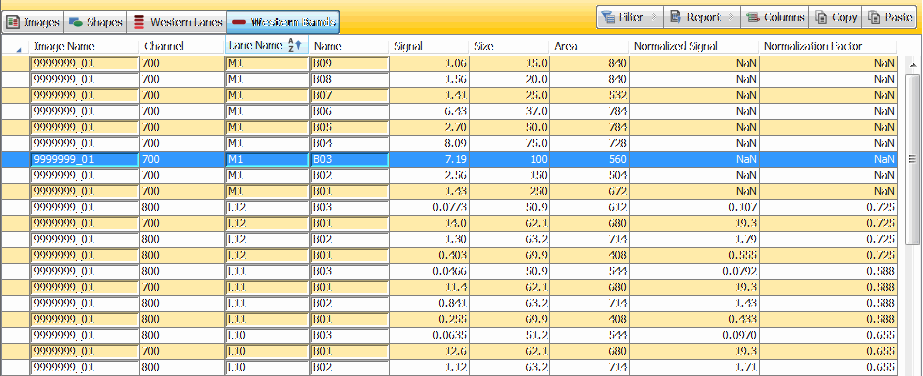 Images Shapes Western Lanes Western Bands Filter Report Columns Copy Paste
Image Name Channel Lane Name Name Signal Size Area Normalized Signal Normalization Factor
9999999_01 700 M1 B09 1.06 15.0 840 NaN NaN
9999999_01 700 M1 B08 1.56 20.0 840 NaN NaN
9999999_01 700 M1 B07 1.41 25.0 532 NaN NaN
9999999_01 700 M1 B06 6.43 37.0 784 NaN NaN
9999999_01 700 M1 B05 2.70 50.0 784 NaN NaN
9999999_01 700 M1 B04 8.09 75.0 728 NaN NaN
9999999_01 700 M1 B03 7.19 100 560 NaN NaN
9999999_01 700 M1 B02 2.56 150 504 NaN NaN
9999999_01 700 M1 B01 1.43 250 672 NaN NaN
9999999_01 800 L12 B03 0.0773 50.9 612 0.107 0.725
9999999_01 700 L12 B01 14.0 62.1 680 19.3 0.725
9999999_01 800 L12 B02 1.30 63.2 714 1.79 0.725
9999999_01 800 L12 B01 0.403 69.9 408 0.555 0.725
9999999_01 800 L11 B03 0.0466 50.9 544 0.0792 0.588
9999999_01 700 L11 B01 11.4 62.1 680 19.3 0.588
9999999_01 800 L11 B02 0.841 63.2 714 1.43 0.588
9999999_01 800 L11 B01 0.255 69.9 408 0.433 0.588
9999999_01 800 L10 B03 0.0635 51.2 544 0.0970 0.655
9999999_01 700 L10 B01 12.6 62.1 680 19.3 0.655
9999999_01 800 L10 B02 1.12 63.2 714 1.71 0.655